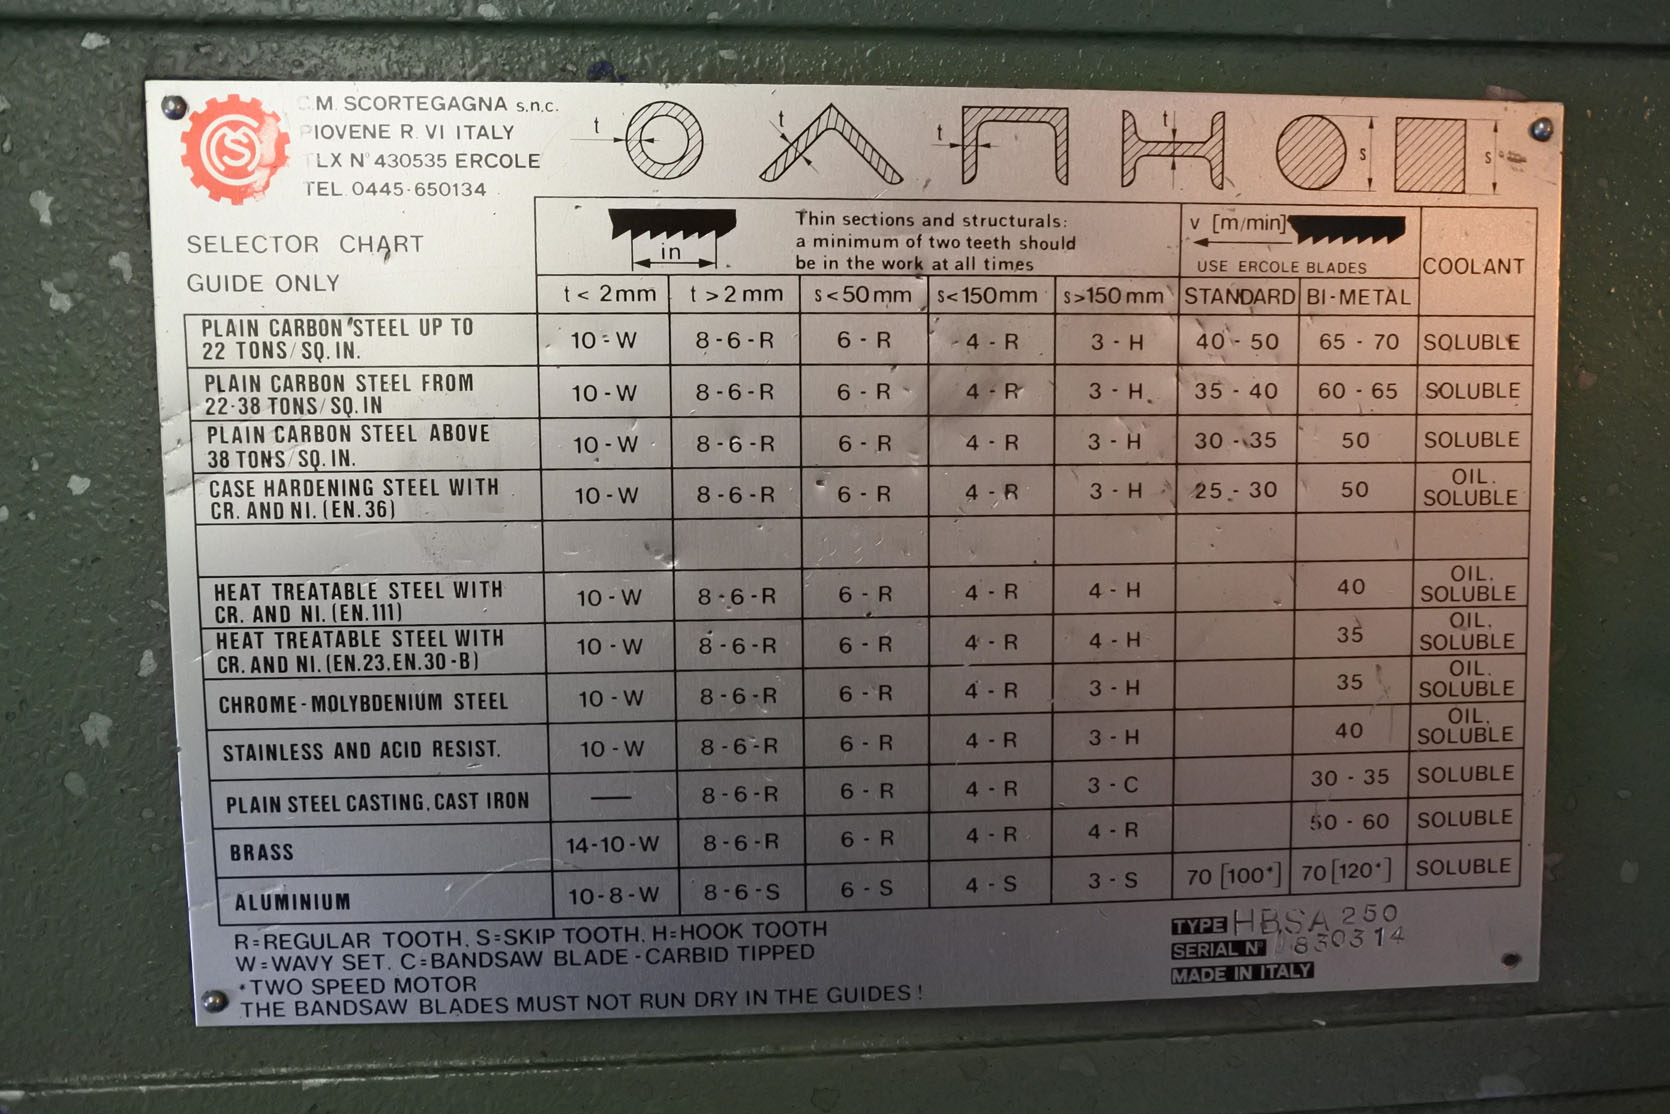 C.M. SCORTEGAGNA s.n.c.
PIOVENE R. VI ITALY
TLX N° 430535 ERCOLE
TEL. 0445-650134
SELECTOR CHART
GUIDE ONLY
t t t t s s
in
Thin sections and structurals:
a minimum of two teeth should
be in the work at all times
v [m/min]
USE ERCOLE BLADES
COOLANT
t < 2mm t > 2mm s < 50mm s < 150mm s > 150mm STANDARD BI-METAL
PLAIN CARBON STEEL UP TO
22 TONS/SQ. IN.
10 - W 8 - 6 - R 6 - R 4 - R 3 - H 40 - 50 65 - 70 SOLUBLE
PLAIN CARBON STEEL FROM
22-38 TONS/SQ. IN
10 - W 8 - 6 - R 6 - R 4 - R 3 - H 35 - 40 60 - 65 SOLUBLE
PLAIN CARBON STEEL ABOVE
38 TONS/SQ. IN.
10 - W 8 - 6 - R 6 - R 4 - R 3 - H 30 - 35 50 SOLUBLE
CASE HARDENING STEEL WITH
CR. AND NI. (EN. 36)
10 - W 8 - 6 - R 6 - R 4 - R 3 - H 25 - 30 50 OIL.
SOLUBLE
HEAT TREATABLE STEEL WITH
CR. AND NI. (EN. 111)
10 - W 8 - 6 - R 6 - R 4 - R 4 - H 40 OIL.
SOLUBLE
HEAT TREATABLE STEEL WITH
CR. AND NI. (EN.23, EN.30-B)
10 - W 8 - 6 - R 6 - R 4 - R 4 - H 35 OIL.
SOLUBLE
CHROME-MOLYBDENIUM STEEL 10 - W 8 - 6 - R 6 - R 4 - R 3 - H 35 OIL.
SOLUBLE
STAINLESS AND ACID RESIST. 10 - W 8 - 6 - R 6 - R 4 - R 3 - H 40 OIL.
SOLUBLE
PLAIN STEEL CASTING, CAST IRON — 8 - 6 - R 6 - R 4 - R 3 - C 30 - 35 SOLUBLE
BRASS 14-10-W 8 - 6 - R 6 - R 4 - R 4 - R 50 - 60 SOLUBLE
ALUMINIUM 10-8-W 8 - 6 - S 6 - S 4 - S 3 - S 70 [100*] 70 [120*] SOLUBLE
R=REGULAR TOOTH, S=SKIP TOOTH, H=HOOK TOOTH
W=WAVY SET, C=BANDSAW BLADE-CARBID TIPPED
*TWO SPEED MOTOR
THE BANDSAW BLADES MUST NOT RUN DRY IN THE GUIDES!
TYPE HBSA 250
SERIAL N° 830314
MADE IN ITALY